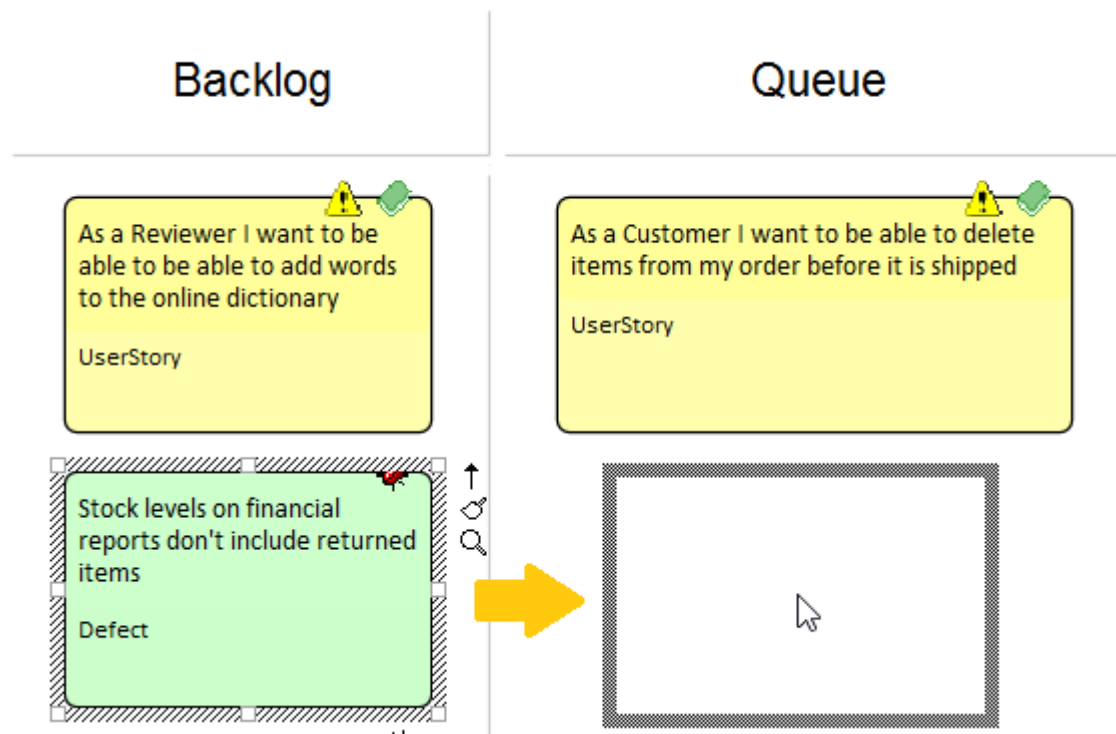 Backlog
Queue
As a Reviewer I want to be
able to be able to add words
to the online dictionary
UserStory
As a Customer I want to be able to delete
items from my order before it is shipped
UserStory
Stock levels on financial
reports don't include returned
items
Defect